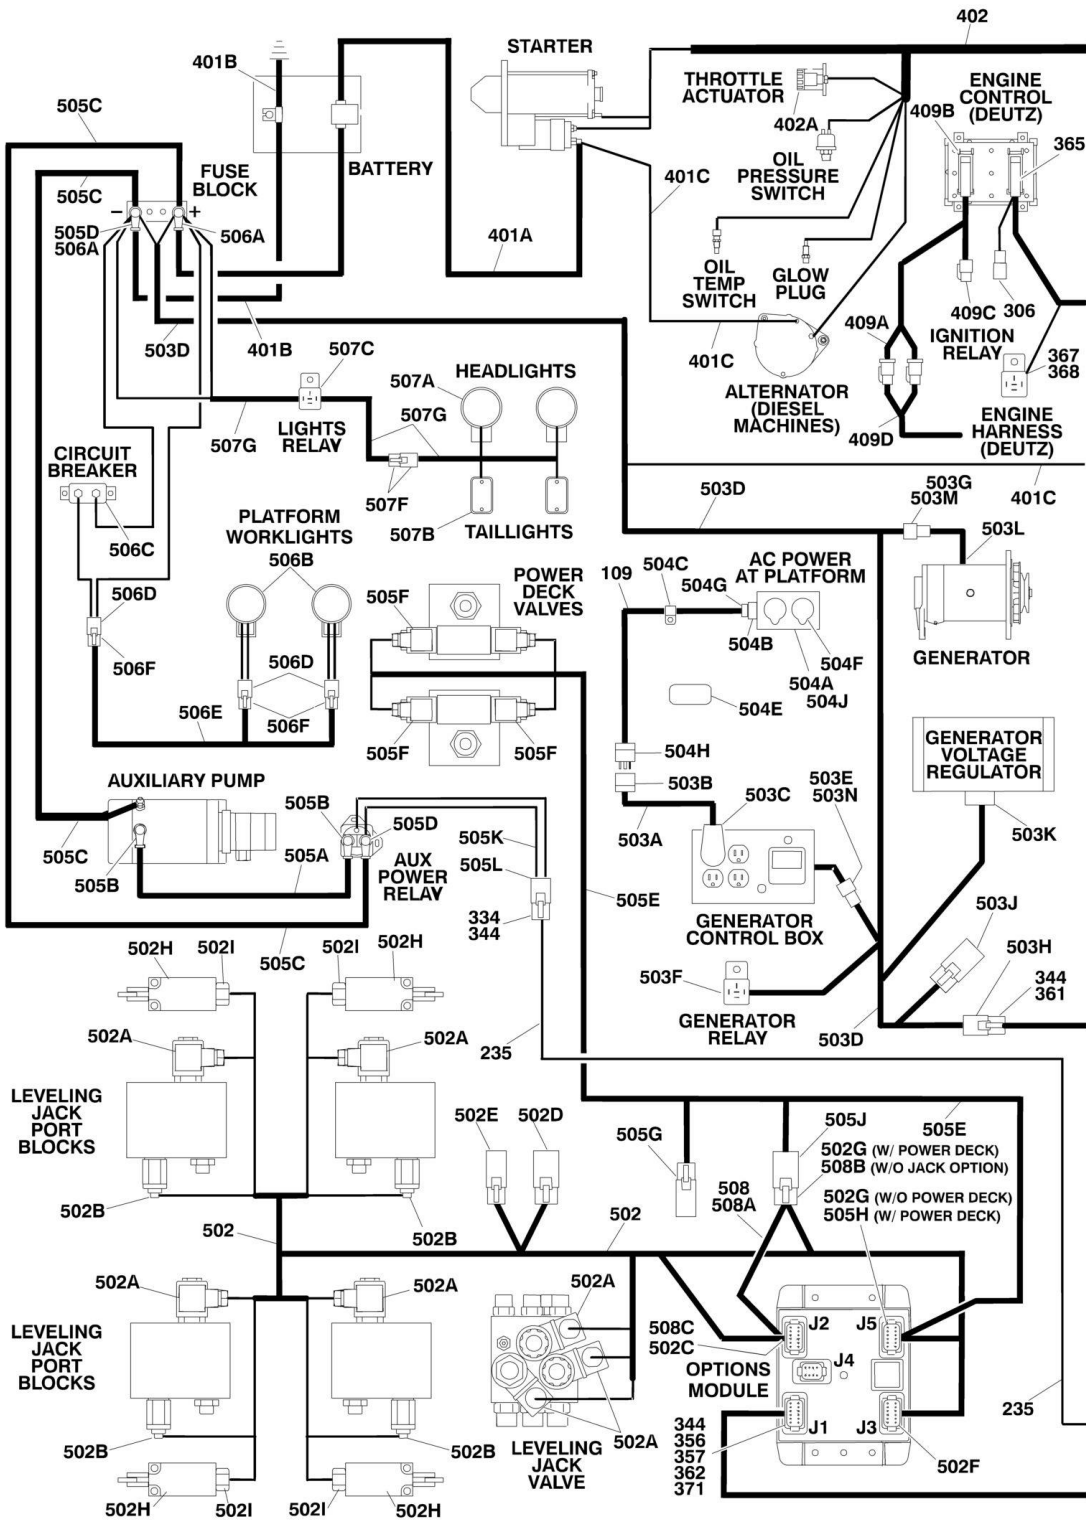 402
STARTER
401B
THROTTLE
ACTUATOR
402A
ENGINE
CONTROL
(DEUTZ)
409B
365
505C
BATTERY
FUSE
BLOCK
505C
OIL
PRESSURE
SWITCH
401C
- +
505D
506A
506A
401A
OIL
TEMP
SWITCH
GLOW
PLUG
409C
306
IGNITION
RELAY
409A
503D
401B
507C
401C
367
368
HEADLIGHTS
507A
507G
ALTERNATOR
(DIESEL
MACHINES)
409D
ENGINE
HARNESS
(DEUTZ)
507G
LIGHTS
RELAY
CIRCUIT
BREAKER
507F
507B
TAILLIGHTS
503D
503G
503M
401C
503L
506C
PLATFORM
WORKLIGHTS
506B
POWER
DECK
VALVES
109
504C
504G
AC POWER
AT PLATFORM
505F
506D
506F
504B
504F
504A
504J
GENERATOR
506D
506F
506E
504E
505F
505F
504H
503B
GENERATOR
VOLTAGE
REGULATOR
AUXILIARY PUMP
505B
505D
505K
505L
503A
503C
503E
503N
503K
505C
505B
505A
AUX
POWER
RELAY
334
344
505E
GENERATOR
CONTROL BOX
503J
503H
505C
502H
502I
502I
502H
503F
344
361
GENERATOR
RELAY
503D
235
502A
502A
LEVELING
JACK
PORT
BLOCKS
502E
502D
505G
505J
505E
502G (W/ POWER DECK)
508B (W/O JACK OPTION)
502G (W/O POWER DECK)
505H (W/ POWER DECK)
508
508A
502B
502
502B
502
502A
502A
502A
LEVELING
JACK
PORT
BLOCKS
508C
502C
OPTIONS
MODULE
J2
J5
J4
J1
J3
235
344
356
357
362
371
502F
502B
502B
LEVELING
JACK
VALVE
502A
502H
502I
502I
502H